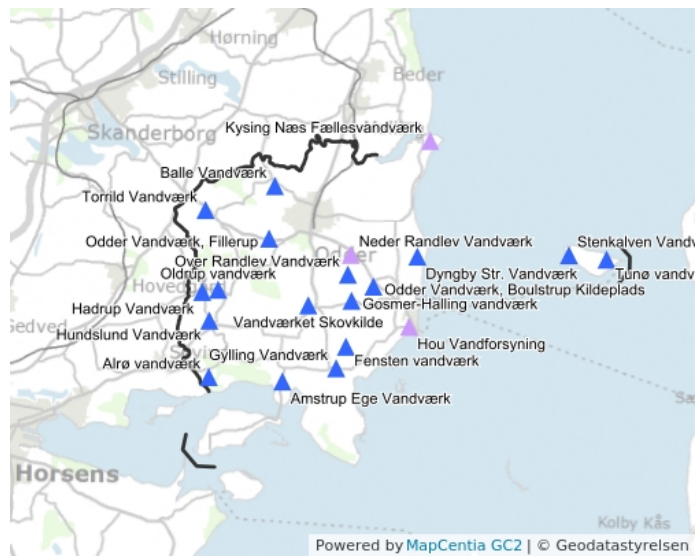 Hørning
Stilling
Beder
Skanderborg
Kysing Næs Fællesvandværk
Balle Vandværk
Torrild Vandværk
Odder Vandværk, Fillerup
Neder Randlev Vandværk
Stenkalven Vandv
Over Randlev Vandværk
Oldrup vandværk
Dyngby Str. Vandværk
Tunø vandv
Odder Vandværk, Boulstrup Kildeplads
Hadrup Vandværk
Gosmer-Halling vandværk
Vandværket Skovkilde
Hundslund Vandværk
Hou Vandforsyning
Gylling Vandværk
Fensten vandværk
Alrø vandværk
Amstrup Ege Vandværk
Horsens
Kolby Kås
Powered by MapCentia GC2 | © Geodatastyrelsen